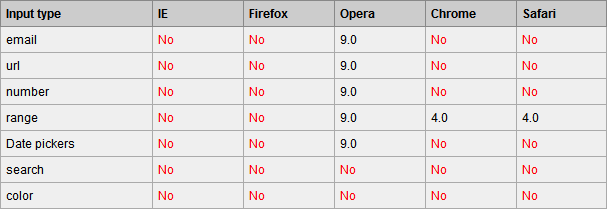 Input type IE Firefox Opera Chrome Safari
email No No 9.0 No No
url No No 9.0 No No
number No No 9.0 No No
range No No 9.0 4.0 4.0
Date pickers No No 9.0 No No
search No No No No No
color No No No No No